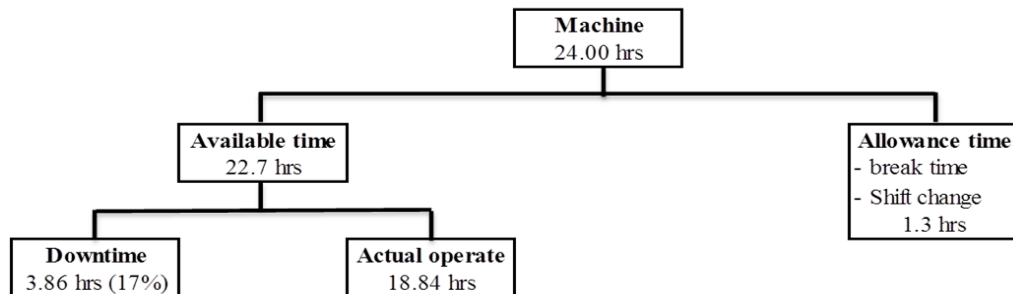 Machine
24.00 hrs
Available time
22.7 hrs
Allowance time
- break time
- Shift change
1.3 hrs
Downtime
3.86 hrs (17%)
Actual operate
18.84 hrs